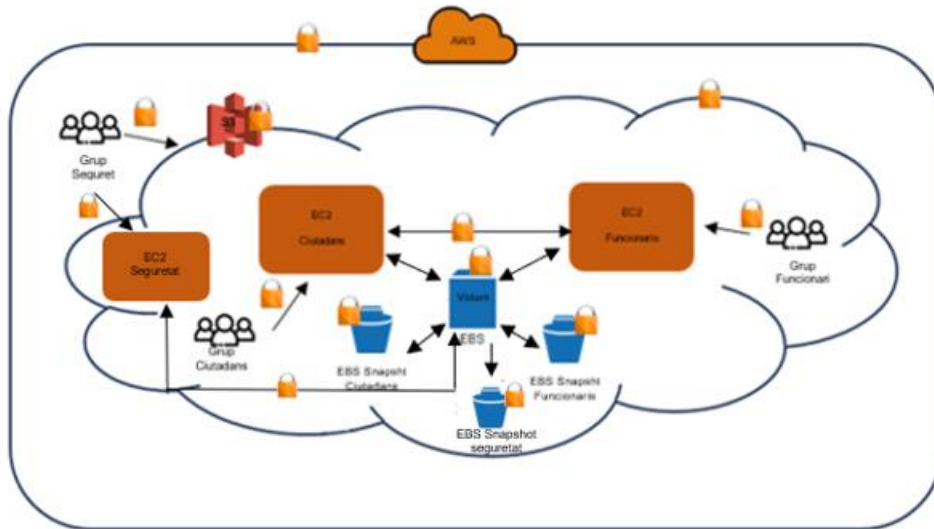 AWS
S3
Grup
Seguret
EC2
Ciutadans
EC2
Funcionaris
EC2
Seguretat
Grup
Funcionari
Volum
EBS
Grup
Ciutadans
EBS Snapsht
Ciutadans
EBS Snapsht
Funcionaris
EBS Snapshot
seguretat